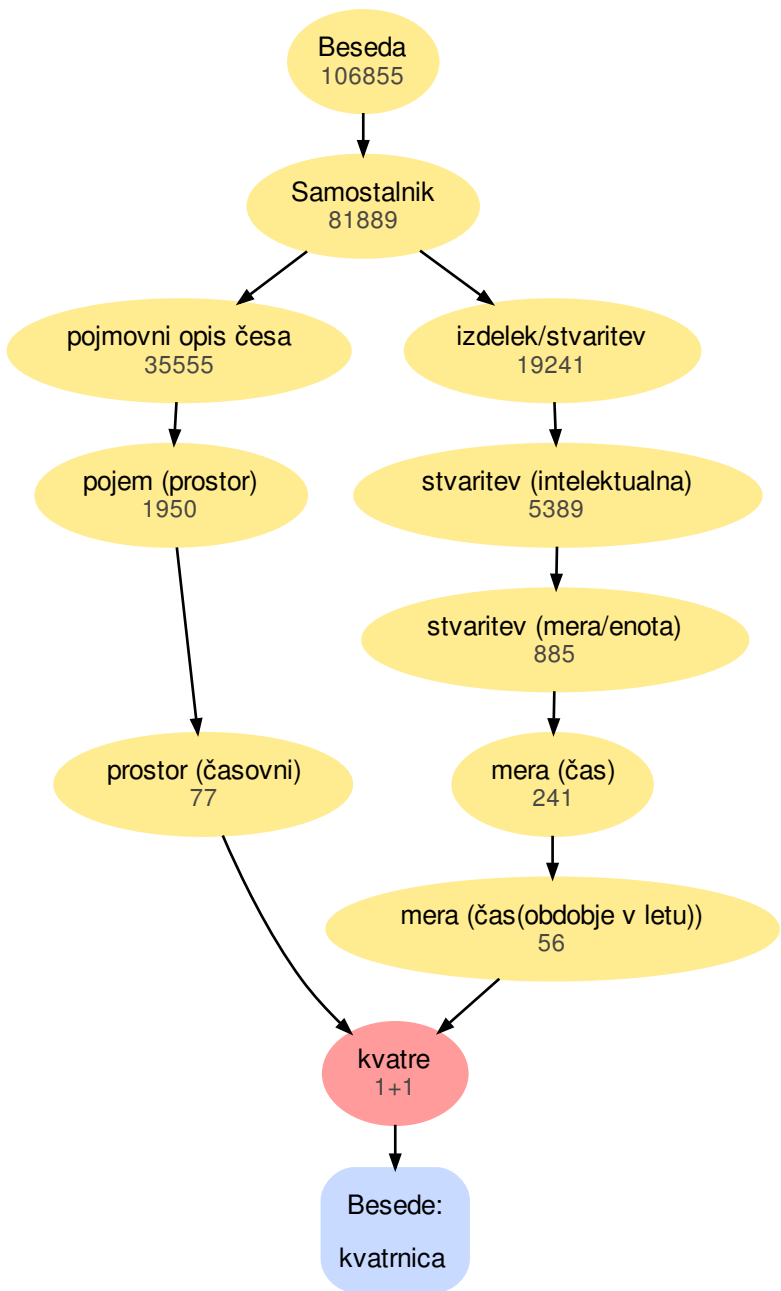 Beseda
106855
Samostalnik
81889
pojmovni opis česa
35555
izdelek/stvaritev
19241
pojem (prostor)
1950
stvaritev (intelektualna)
5389
stvaritev (mera/enota)
885
prostor (časovni)
77
mera (čas)
241
mera (čas(obdobje v letu))
56
kvatre
1+1
Besede:
kvatrnica